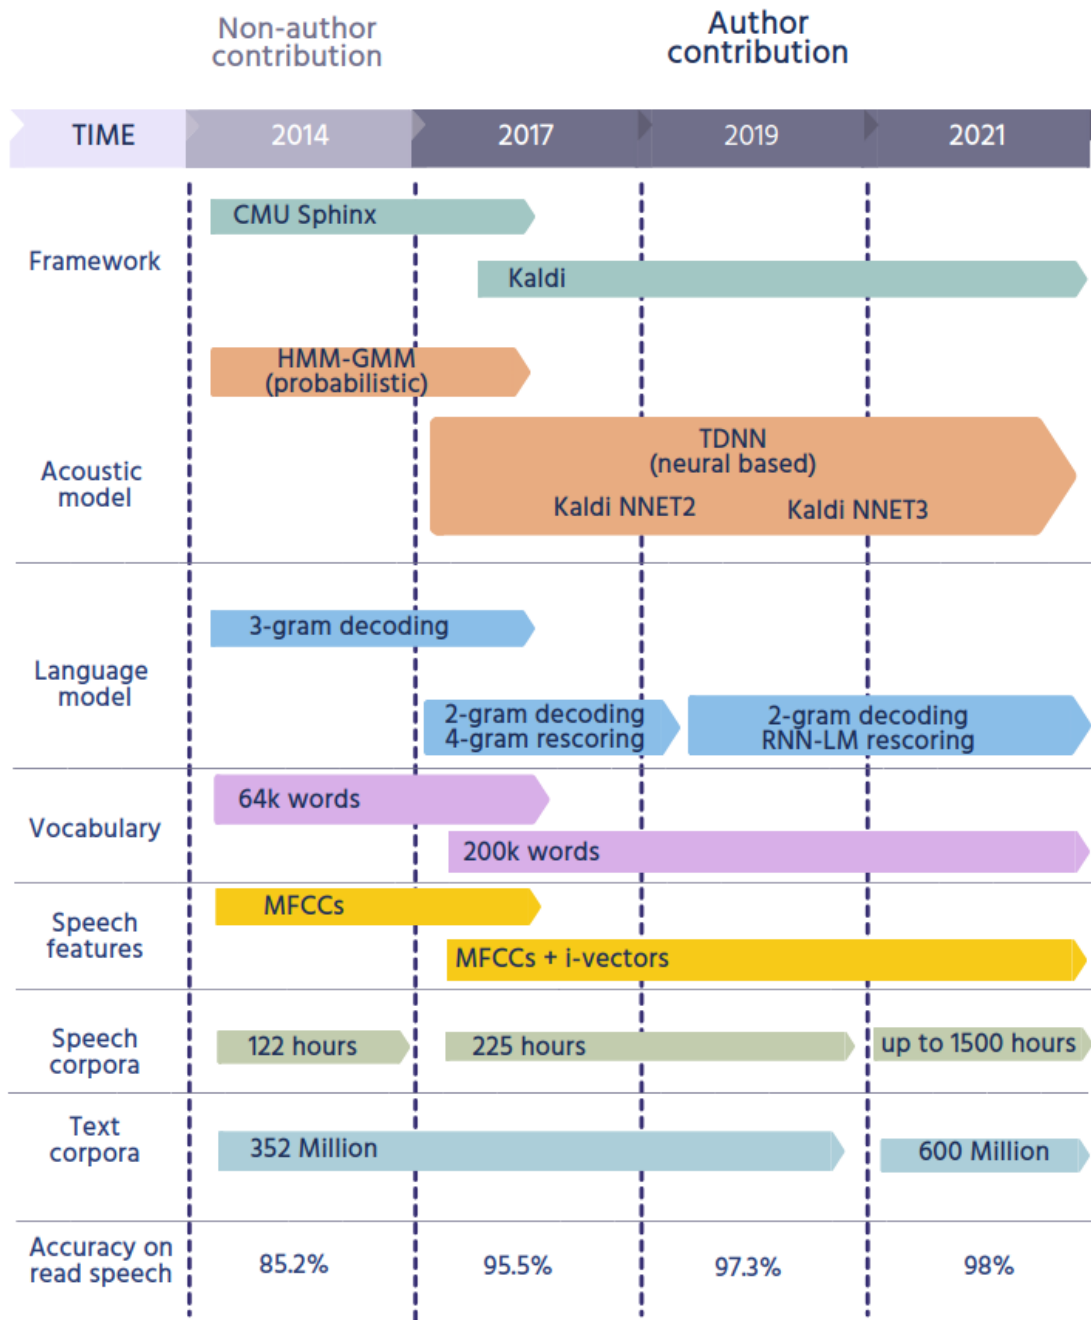 Non-author
contribution
Author
contribution
TIME
2014
2017
2019
2021
Framework
CMU Sphinx
Kaldi
Acoustic
model
HMM-GMM
(probabilistic)
TDNN
(neural based)
Kaldi NNET2
Kaldi NNET3
Language
model
3-gram decoding
2-gram decoding
4-gram rescoring
2-gram decoding
RNN-LM rescoring
Vocabulary
64k words
200k words
Speech
features
MFCCs
MFCCs + i-vectors
Speech
corpora
122 hours
225 hours
up to 1500 hours
Text
corpora
352 Million
600 Million
Accuracy on
read speech
85.2%
95.5%
97.3%
98%